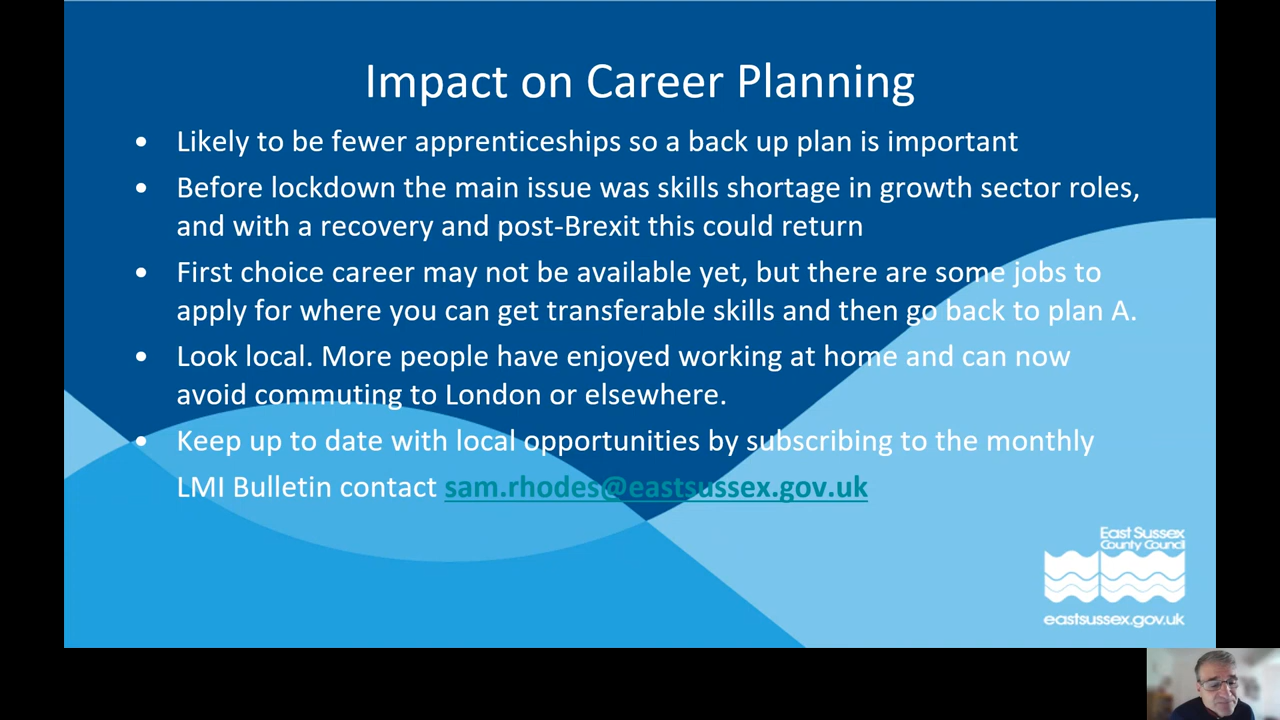 Impact on Career Planning
• Likely to be fewer apprenticeships so a back up plan is important
• Before lockdown the main issue was skills shortage in growth sector roles,
and with a recovery and post-Brexit this could return
• First choice career may not be available yet, but there are some jobs to
apply for where you can get transferable skills and then go back to plan A.
• Look local. More people have enjoyed working at home and can now
avoid commuting to London or elsewhere.
• Keep up to date with local opportunities by subscribing to the monthly
LMI Bulletin contact sam.rhodes@eastsussex.gov.uk
East Sussex
County Council
eastsussex.gov.uk